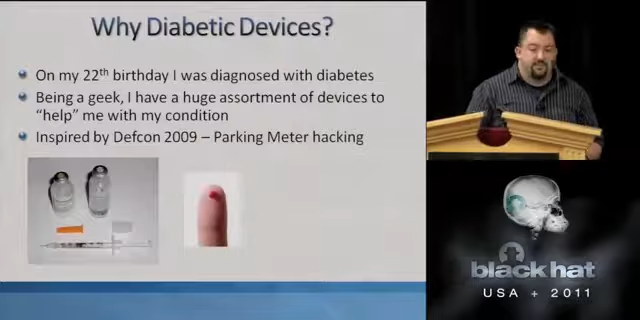 Why Diabetic Devices?
On my 22th birthday I was diagnosed with diabetes
Being a geek, I have a huge assortment of devices to
“help” me with my condition
Inspired by Defcon 2009 – Parking Meter hacking
black hat
USA + 2011